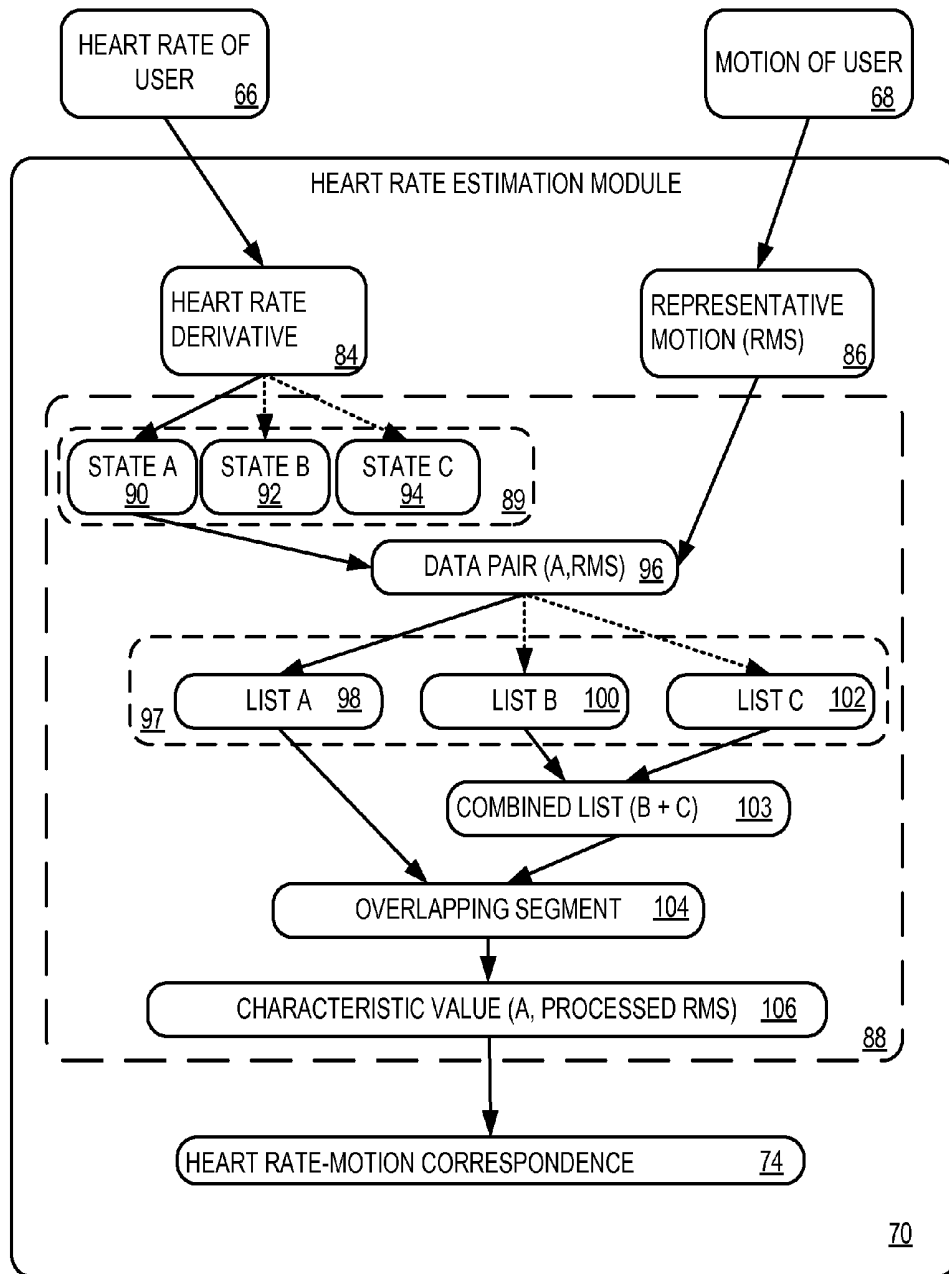 HEART RATE OF
USER
66
MOTION OF USER
68
HEART RATE ESTIMATION MODULE
HEART RATE
DERIVATIVE
84
REPRESENTATIVE
MOTION (RMS)
86
STATE A
90
STATE B
92
STATE C
94
89
DATA PAIR (A,RMS) 96
LIST A 98
LIST B 100
LIST C 102
97
COMBINED LIST (B + C) 103
OVERLAPPING SEGMENT 104
CHARACTERISTIC VALUE (A, PROCESSED RMS) 106
88
HEART RATE-MOTION CORRESPONDENCE 74
70